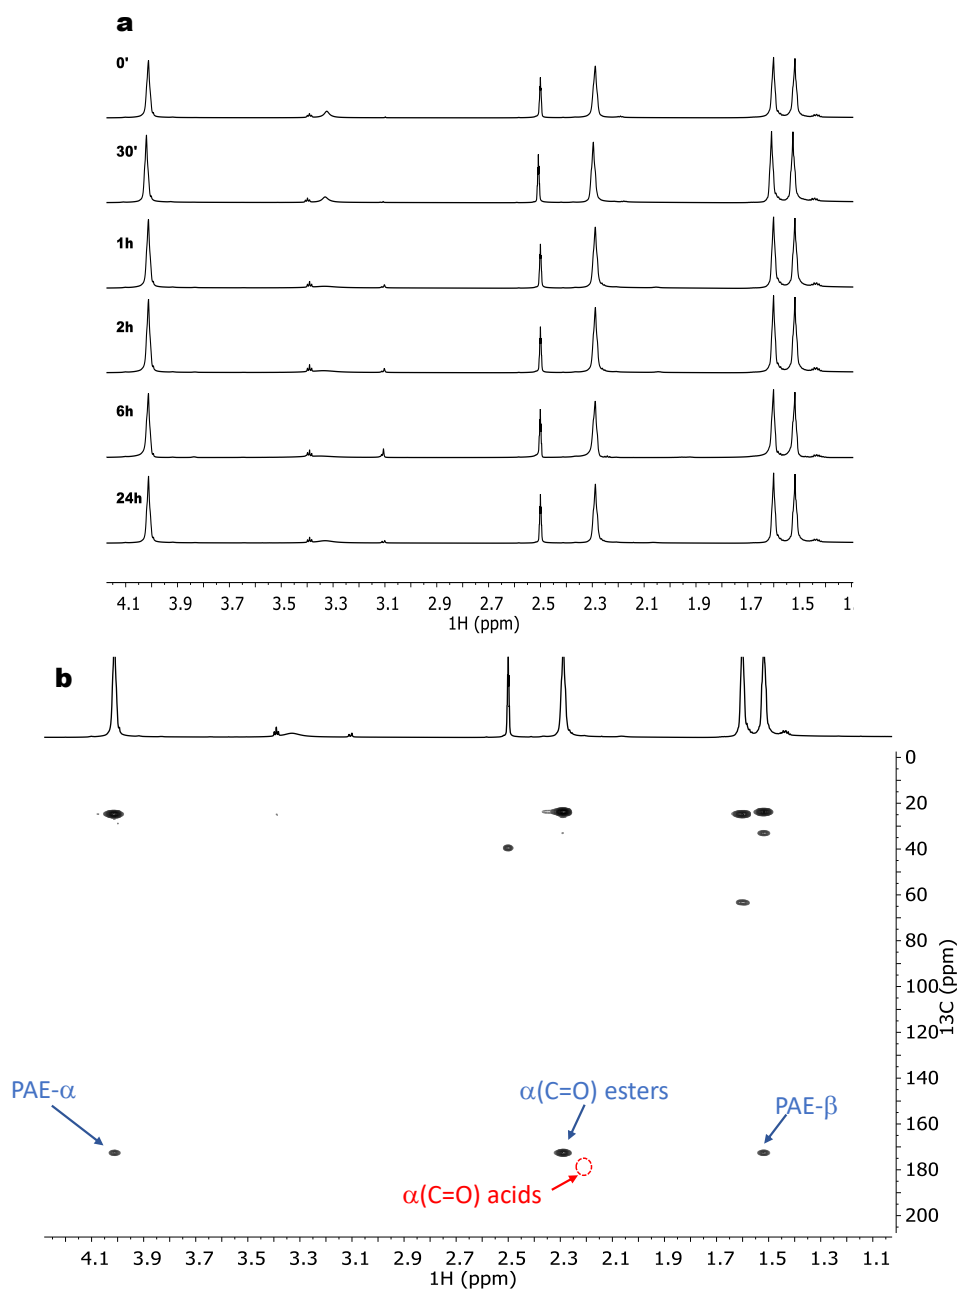 a
0'
30'
1h
2h
6h
24h
4.1 3.9 3.7 3.5 3.3 3.1 2.9 2.7 2.5 2.3 2.1 1.9 1.7 1.5 1.
1H (ppm)
b
0
20
40
60
80
100
120
140
160
180
200
13C (ppm)
PAE-α
α(C=O) esters
PAE-β
α(C=O) acids
4.1 3.9 3.7 3.5 3.3 3.1 2.9 2.7 2.5 2.3 2.1 1.9 1.7 1.5 1.3 1.1
1H (ppm)